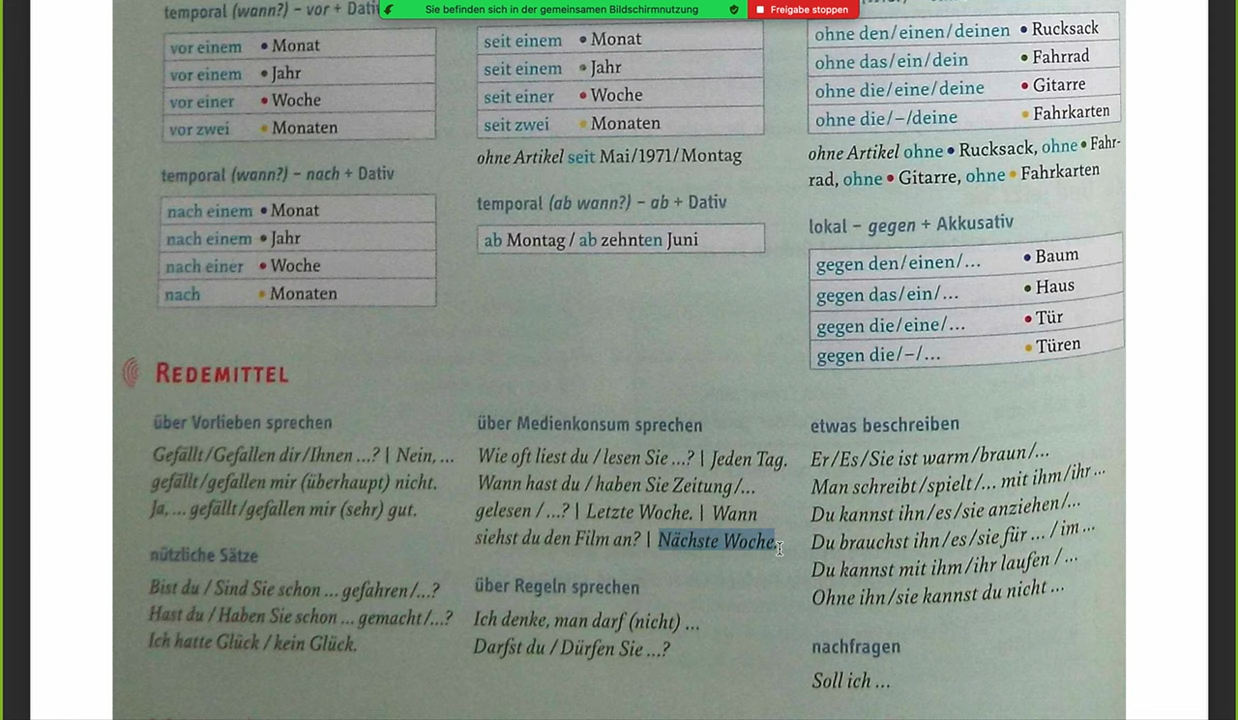 Sie befinden sich in der gemeinsamen Bildschirmnutzung
Freigabe stoppen
temporal (wann?) – vor +
vor einem • Monat
vor einem • Jahr
vor einer • Woche
vor zwei • Monaten
temporal (wann?) – nach + Dativ
nach einem • Monat
nach einem • Jahr
nach einer • Woche
nach • Monaten
seit einem • Monat
seit einem • Jahr
seit einer • Woche
seit zwei • Monaten
ohne Artikel seit Mai/1971/Montag
temporal (ab wann?) – ab + Dativ
ab Montag / ab zehnten Juni
ohne den/einen/deinen • Rucksack
ohne das/ein/dein • Fahrrad
ohne die/eine/deine • Gitarre
ohne die/–/deine • Fahrkarten
ohne Artikel ohne • Rucksack, ohne • Fahr-
rad, ohne • Gitarre, ohne • Fahrkarten
lokal – gegen + Akkusativ
gegen den/einen/... • Baum
gegen das/ein/... • Haus
gegen die/eine/... • Tür
gegen die/–/... • Türen
REDEMITTEL
über Vorlieben sprechen
Gefällt/Gefallen dir/Ihnen ...? | Nein, ...
gefällt/gefallen mir (überhaupt) nicht.
Ja, ... gefällt/gefallen mir (sehr) gut.
nützliche Sätze
Bist du / Sind Sie schon ... gefahren/...?
Hast du / Haben Sie schon ... gemacht/...?
Ich hatte Glück / kein Glück.
über Medienkonsum sprechen
Wie oft liest du / lesen Sie ...? | Jeden Tag.
Wann hast du / haben Sie Zeitung/...
gelesen / ...? | Letzte Woche. | Wann
siehst du den Film an? | Nächste Woche.
über Regeln sprechen
Ich denke, man darf (nicht) ...
Darfst du / Dürfen Sie ...?
etwas beschreiben
Er/Es/Sie ist warm/braun/...
Man schreibt/spielt/... mit ihm/ihr ...
Du kannst ihn/es/sie anziehen/...
Du brauchst ihn/es/sie für ... / im ...
Du kannst mit ihm/ihr laufen / ...
Ohne ihn/sie kannst du nicht ...
nachfragen
Soll ich ...